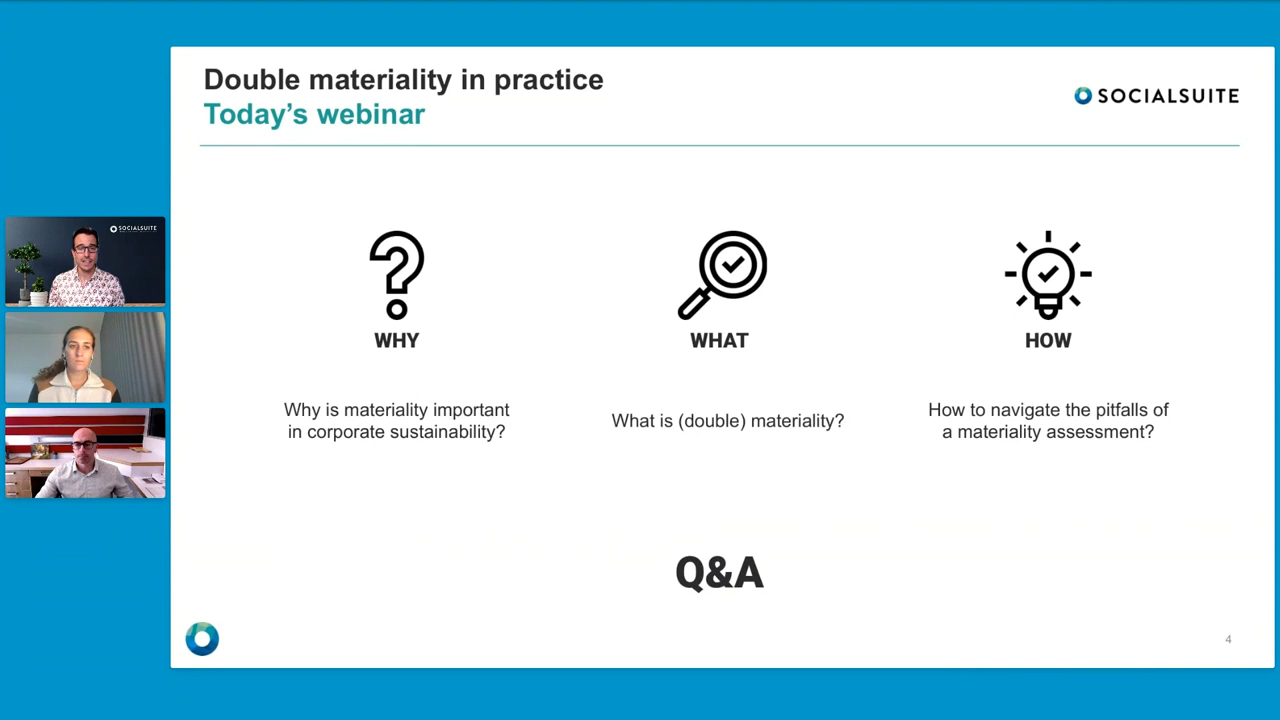 Double materiality in practice
Today's webinar
SOCIALSUITE
SOCIALSUITE
WHY
WHAT
HOW
Why is materiality important
in corporate sustainability?
What is (double) materiality?
How to navigate the pitfalls of
a materiality assessment?
Q&A
4